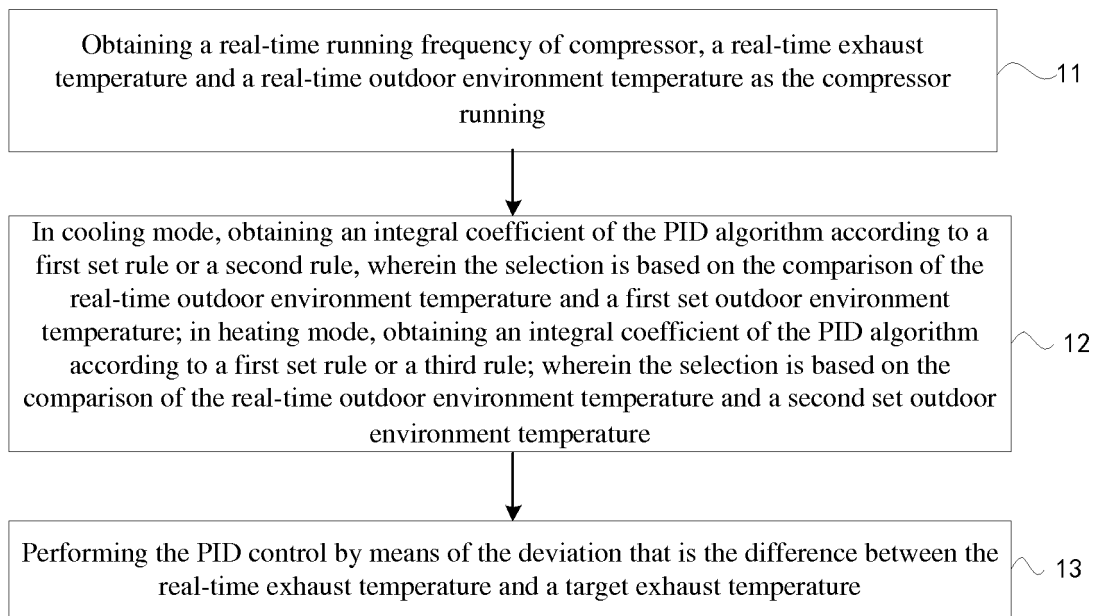 Obtaining a real-time running frequency of compressor, a real-time exhaust
temperature and a real-time outdoor environment temperature as the compressor
running
11
In cooling mode, obtaining an integral coefficient of the PID algorithm according to a
first set rule or a second rule, wherein the selection is based on the comparison of the
real-time outdoor environment temperature and a first set outdoor environment
temperature; in heating mode, obtaining an integral coefficient of the PID algorithm
according to a first set rule or a third rule; wherein the selection is based on the
comparison of the real-time outdoor environment temperature and a second set outdoor
environment temperature
12
Performing the PID control by means of the deviation that is the difference between the
real-time exhaust temperature and a target exhaust temperature
13